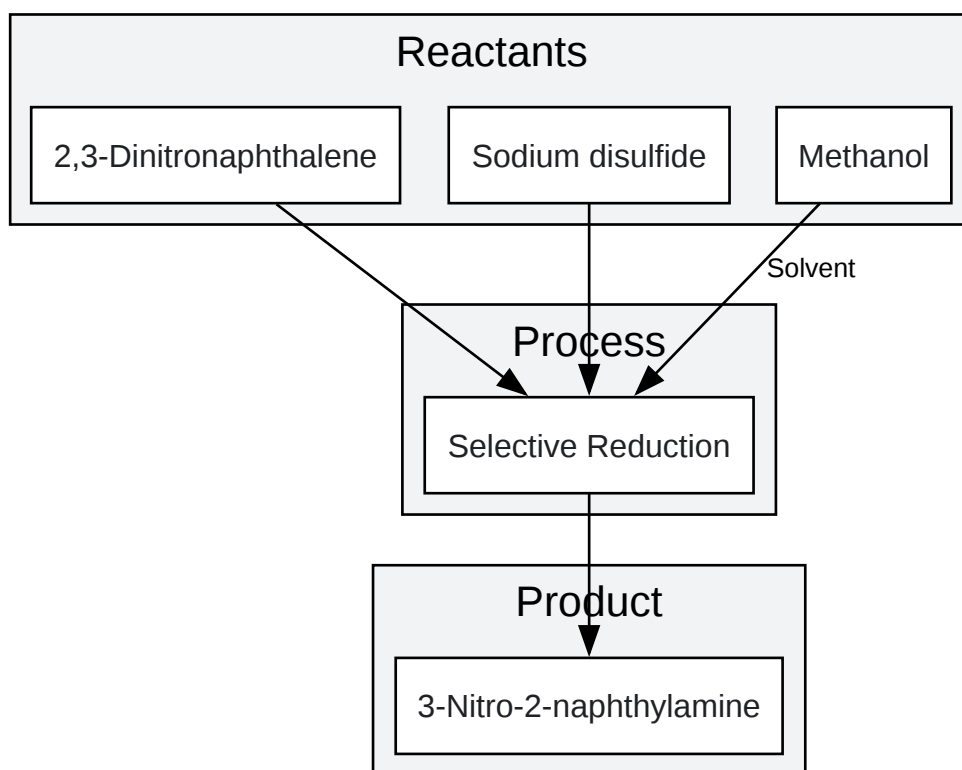 Reactants
2,3-Dinitronaphthalene
Sodium disulfide
Methanol
Solvent
Process
Selective Reduction
Product
3-Nitro-2-naphthylamine